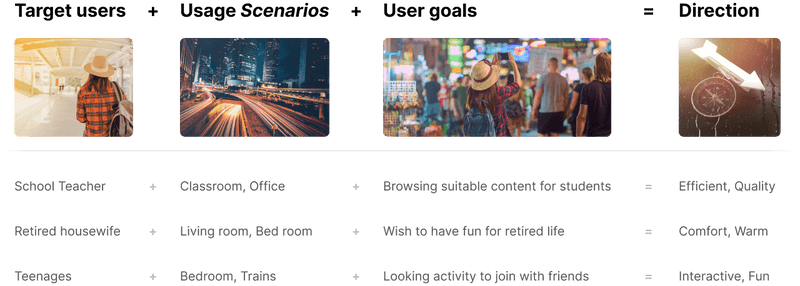 Target users + Usage Scenarios + User goals = Direction
School Teacher + Classroom, Office + Browsing suitable content for students = Efficient, Quality
Retired housewife + Living room, Bed room + Wish to have fun for retired life = Comfort, Warm
Teenages + Bedroom, Trains + Looking activity to join with friends = Interactive, Fun